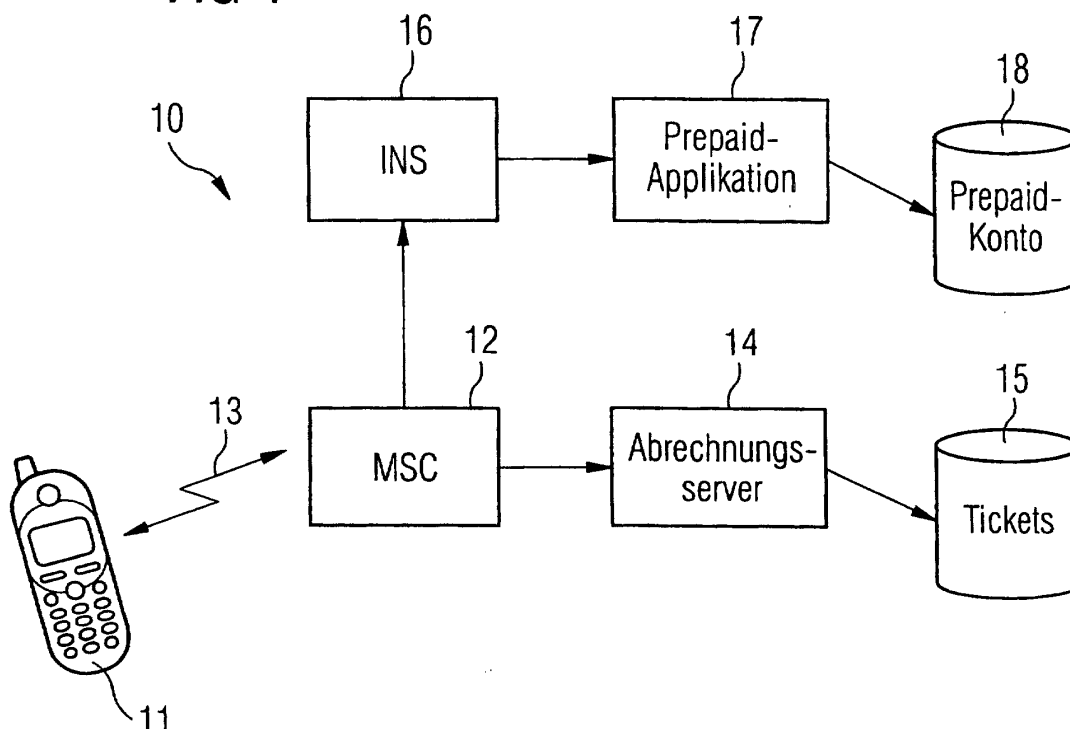 16
17
18
10
INS
Prepaid-
Applikation
Prepaid-
Konto
12
14
15
13
MSC
Abrechnungs-
server
Tickets
11